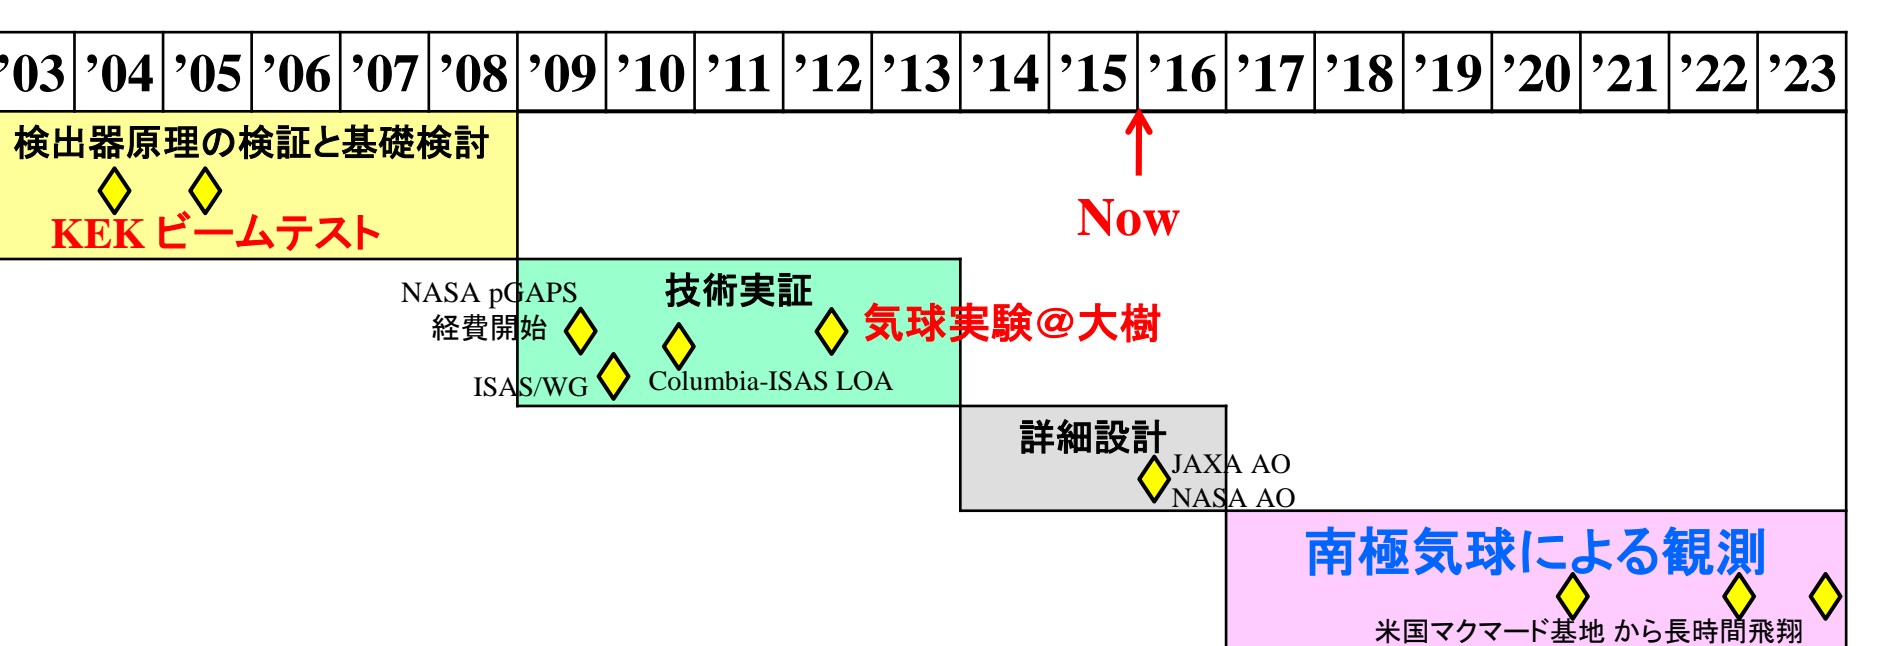 ’03 ’04 ’05 ’06 ’07 ’08 ’09 ’10 ’11 ’12 ’13 ’14 ’15 ’16 ’17 ’18 ’19 ’20 ’21 ’22 ’23
検出器原理の検証と基礎検討
KEK ビームテスト
Now
NASA pGAPS
経費開始
技術実証
気球実験＠大樹
ISAS/WG
Columbia-ISAS LOA
詳細設計
JAXA AO
NASA AO
南極気球による観測
米国マクマード基地 から長時間飛翔